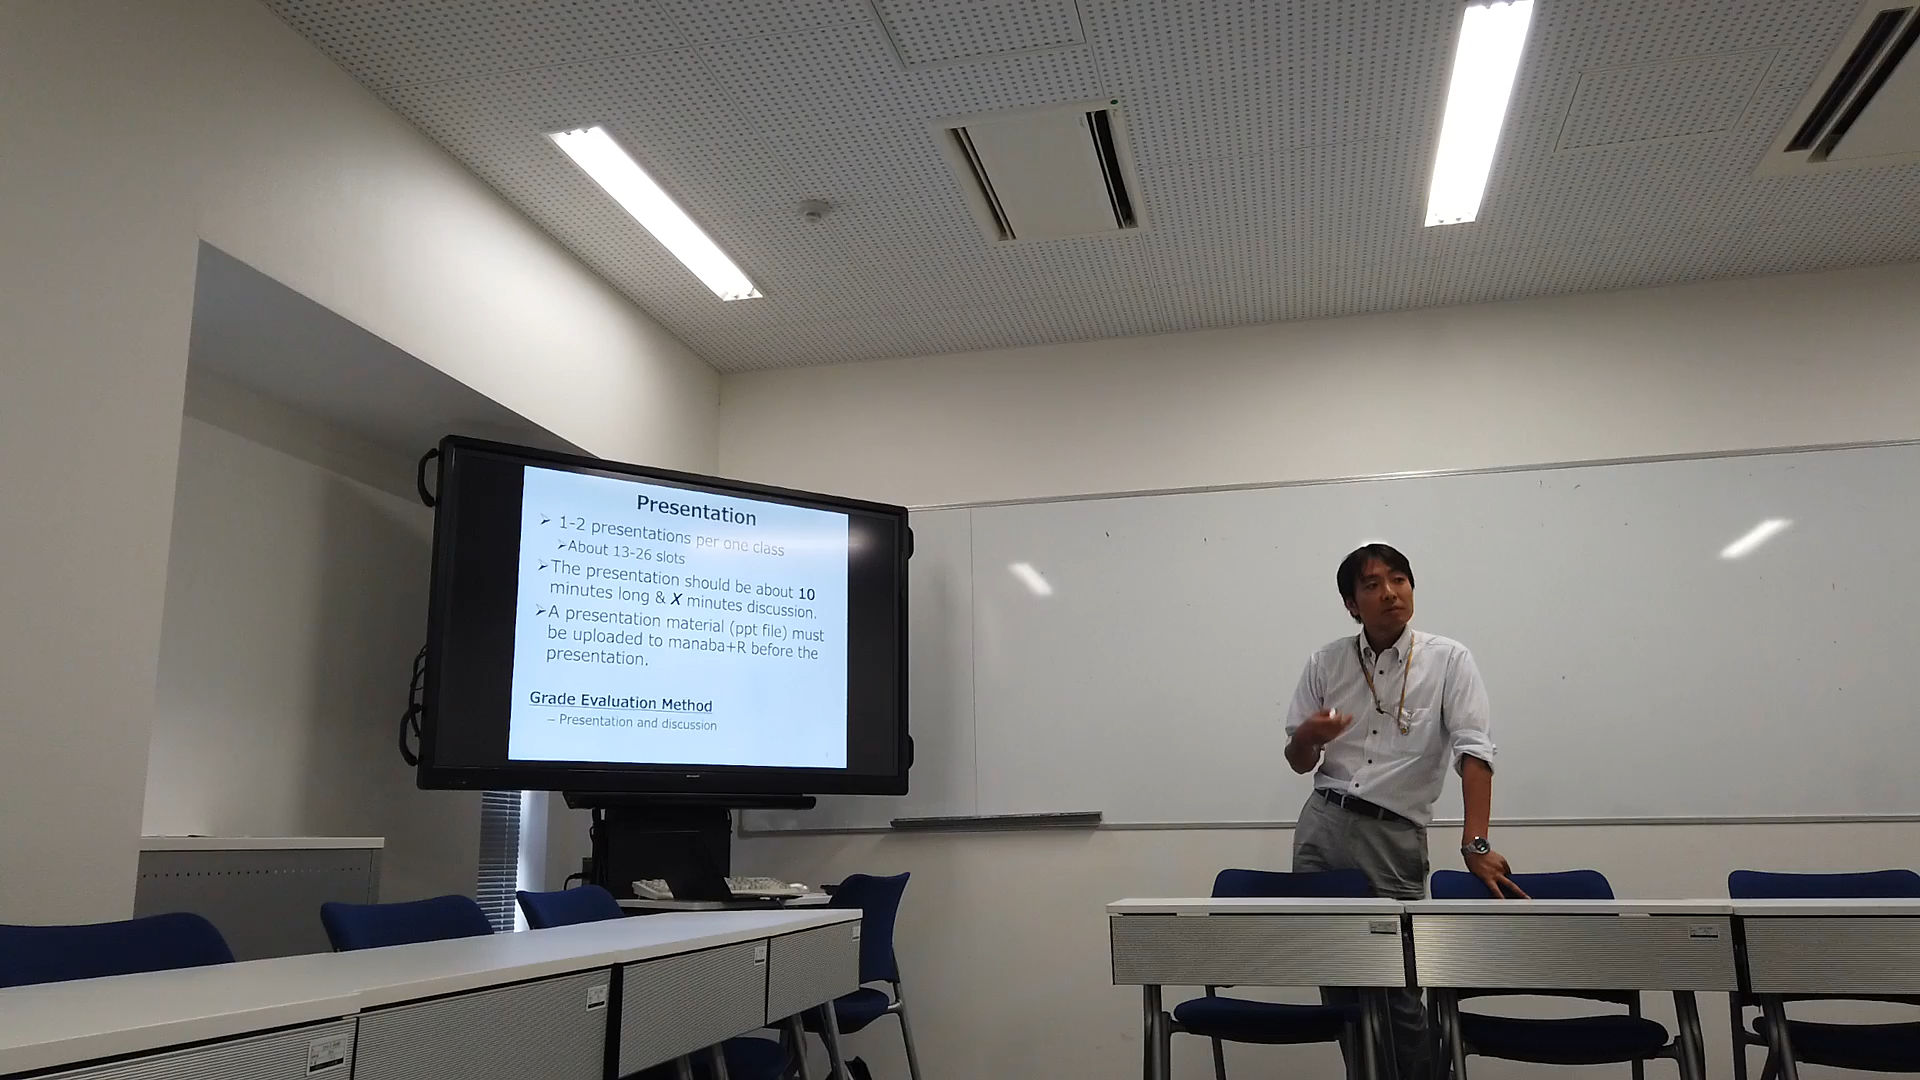 Presentation
➢ 1-2 presentations per one class
➢About 13-26 slots
➢The presentation should be about 10
minutes long & X minutes discussion.
➢A presentation material (ppt file) must
be uploaded to manaba+R before the
presentation.
Grade Evaluation Method
– Presentation and discussion